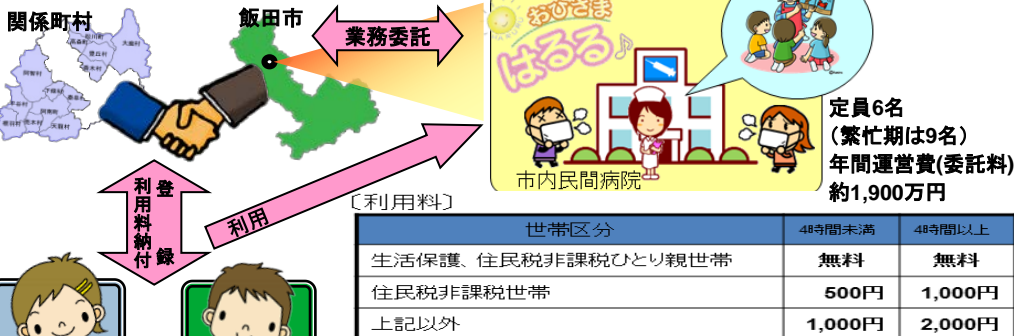 関係町村
飯田市
業務委託
おひさま
はるる♪
市内民間病院
定員6名
(繁忙期は9名)
年間運営費(委託料)
約1,900万円
登録
利用料納付
利用
〔利用料〕
世帯区分 4時間未満 4時間以上
生活保護、住民税非課税ひとり親世帯 無料 無料
住民税非課税世帯 500円 1,000円
上記以外 1,000円 2,000円